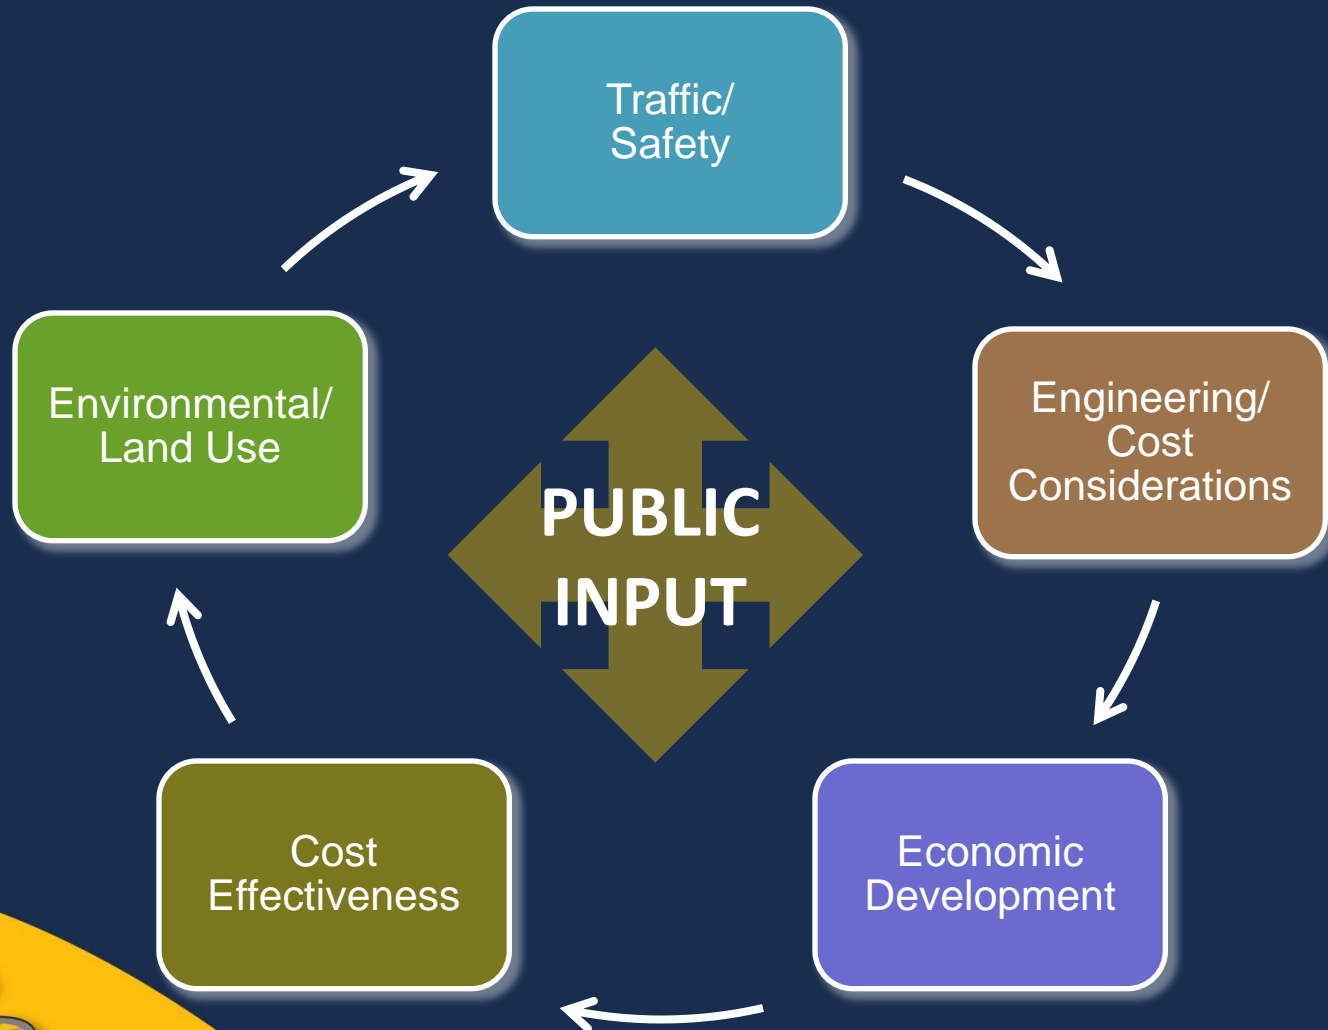 Traffic/
Safety
Environmental/
Land Use
Engineering/
Cost
Considerations
PUBLIC
INPUT
Cost
Effectiveness
Economic
Development